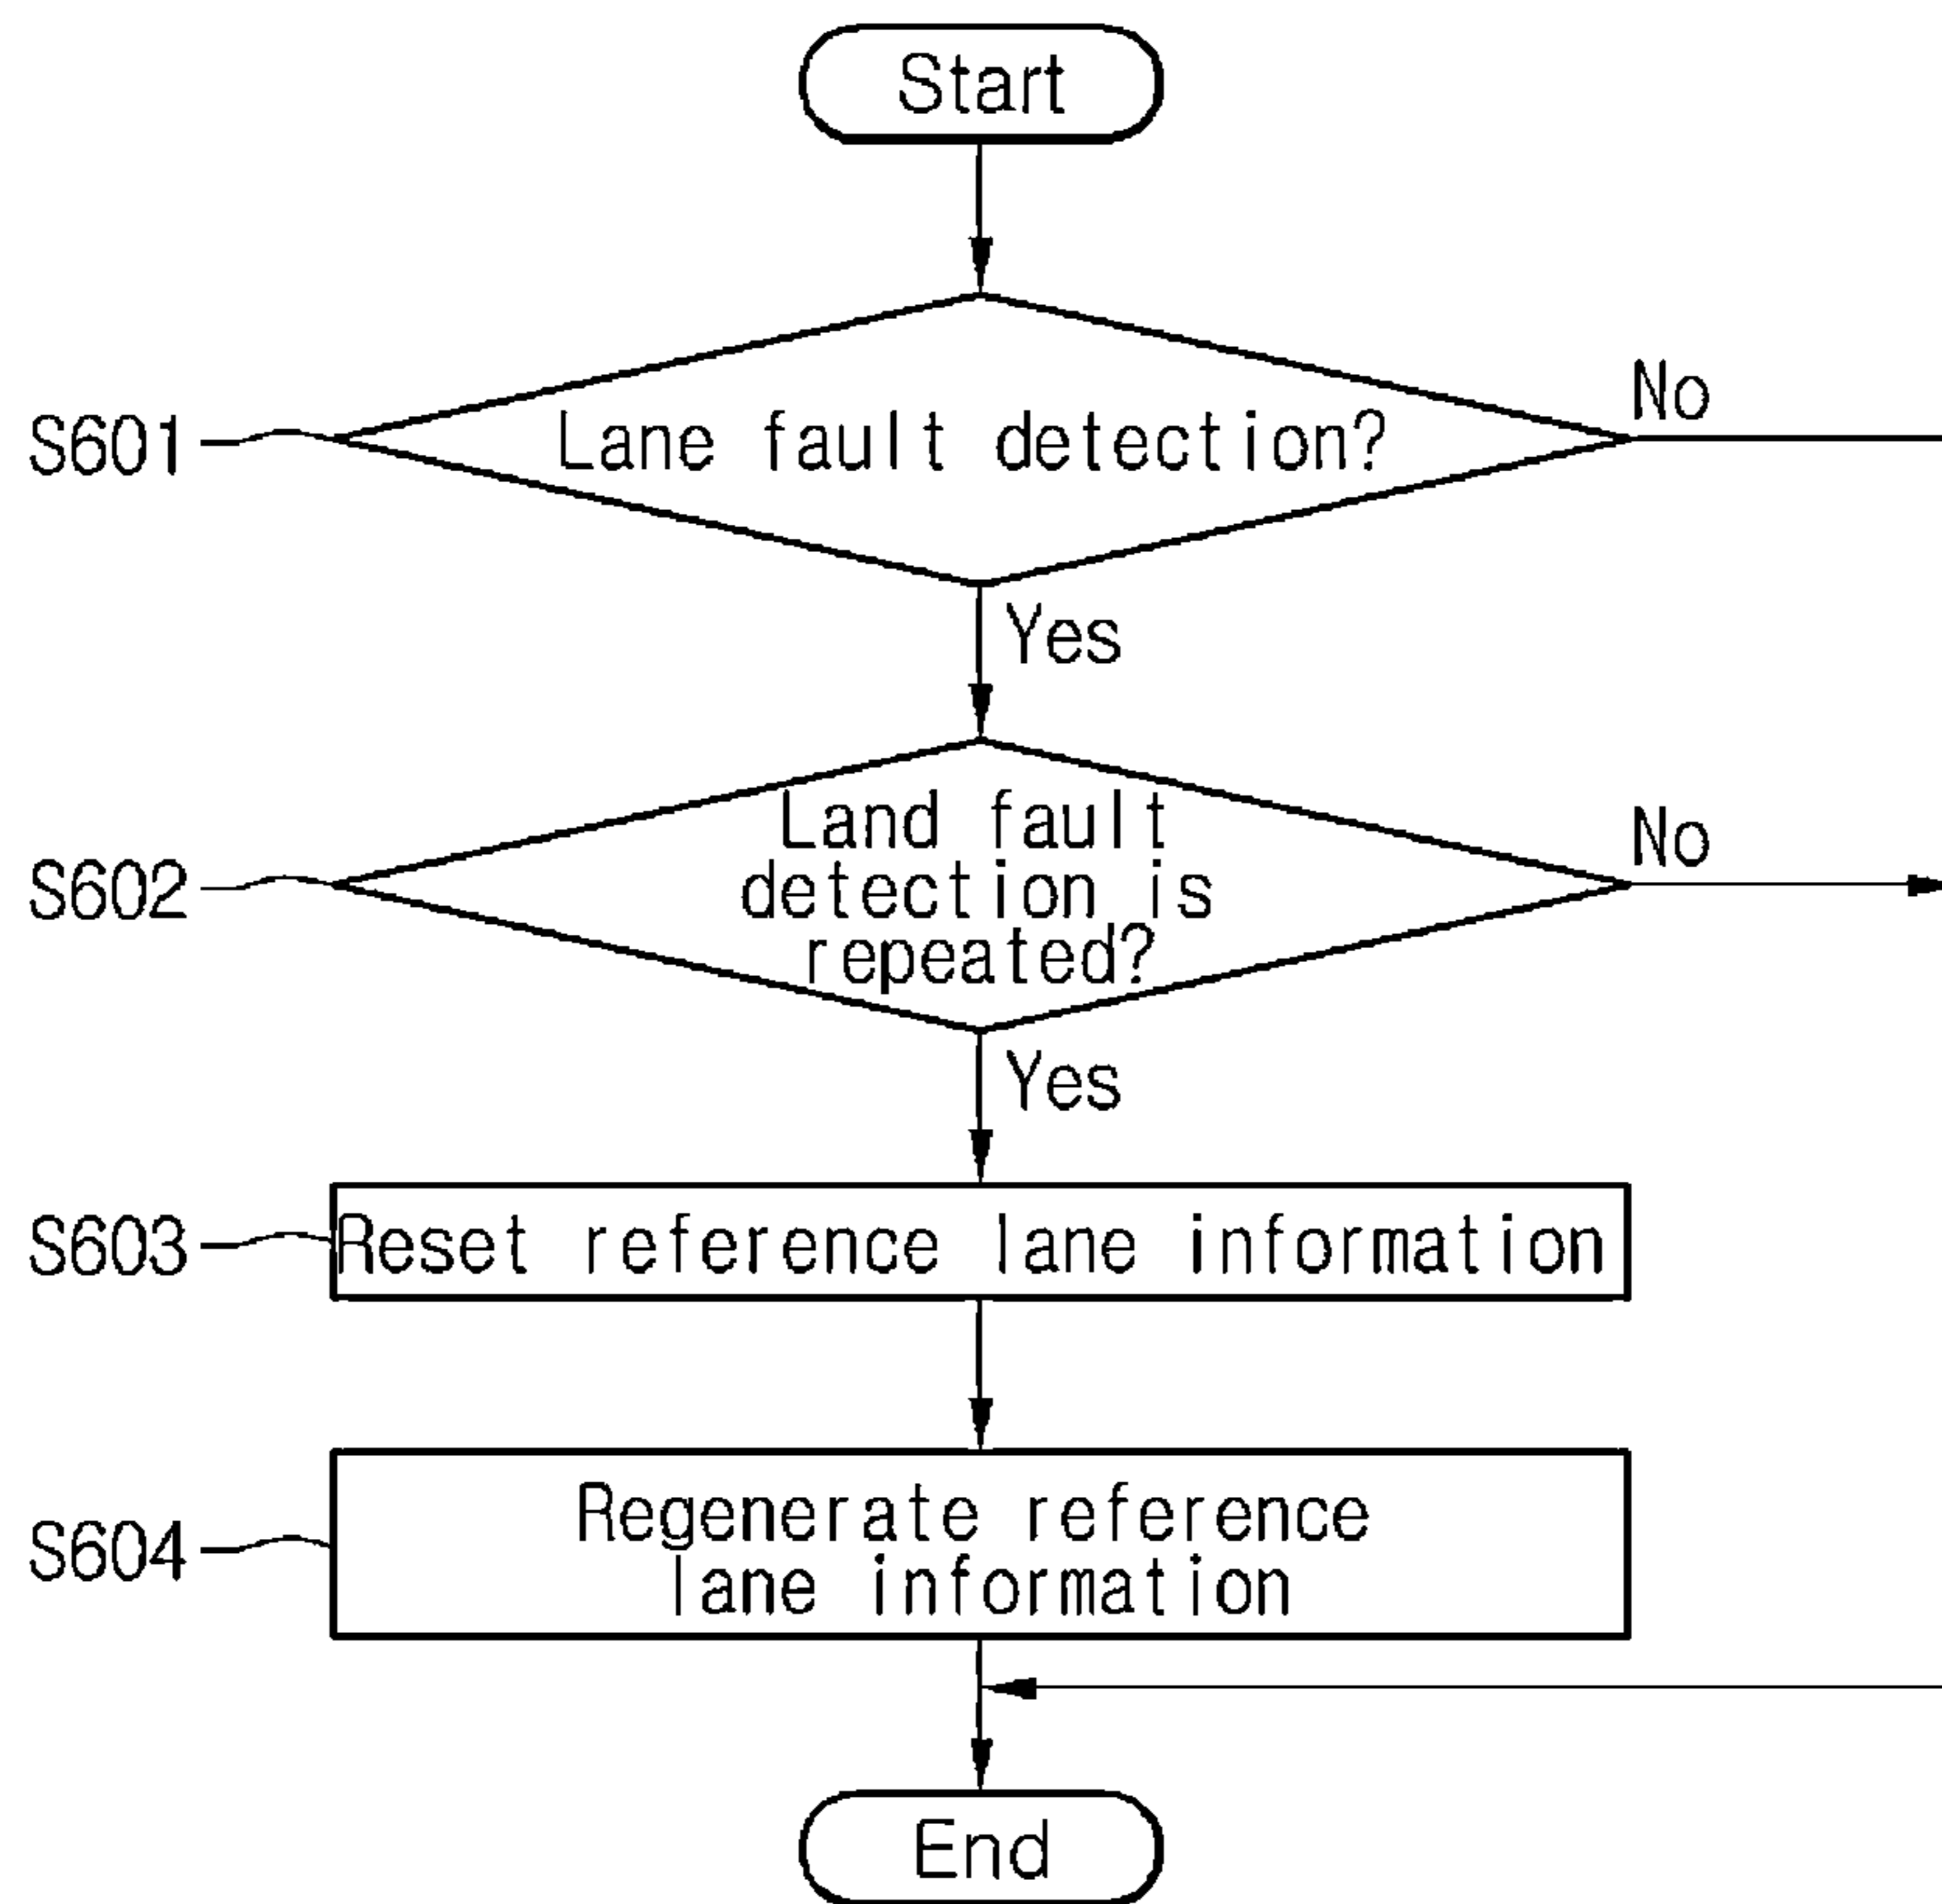 Start
S601
Lane fault detection?
No
Yes
S602
Land fault
detection is
repeated?
No
Yes
S603
Reset reference lane information
S604
Regenerate reference
lane information
End